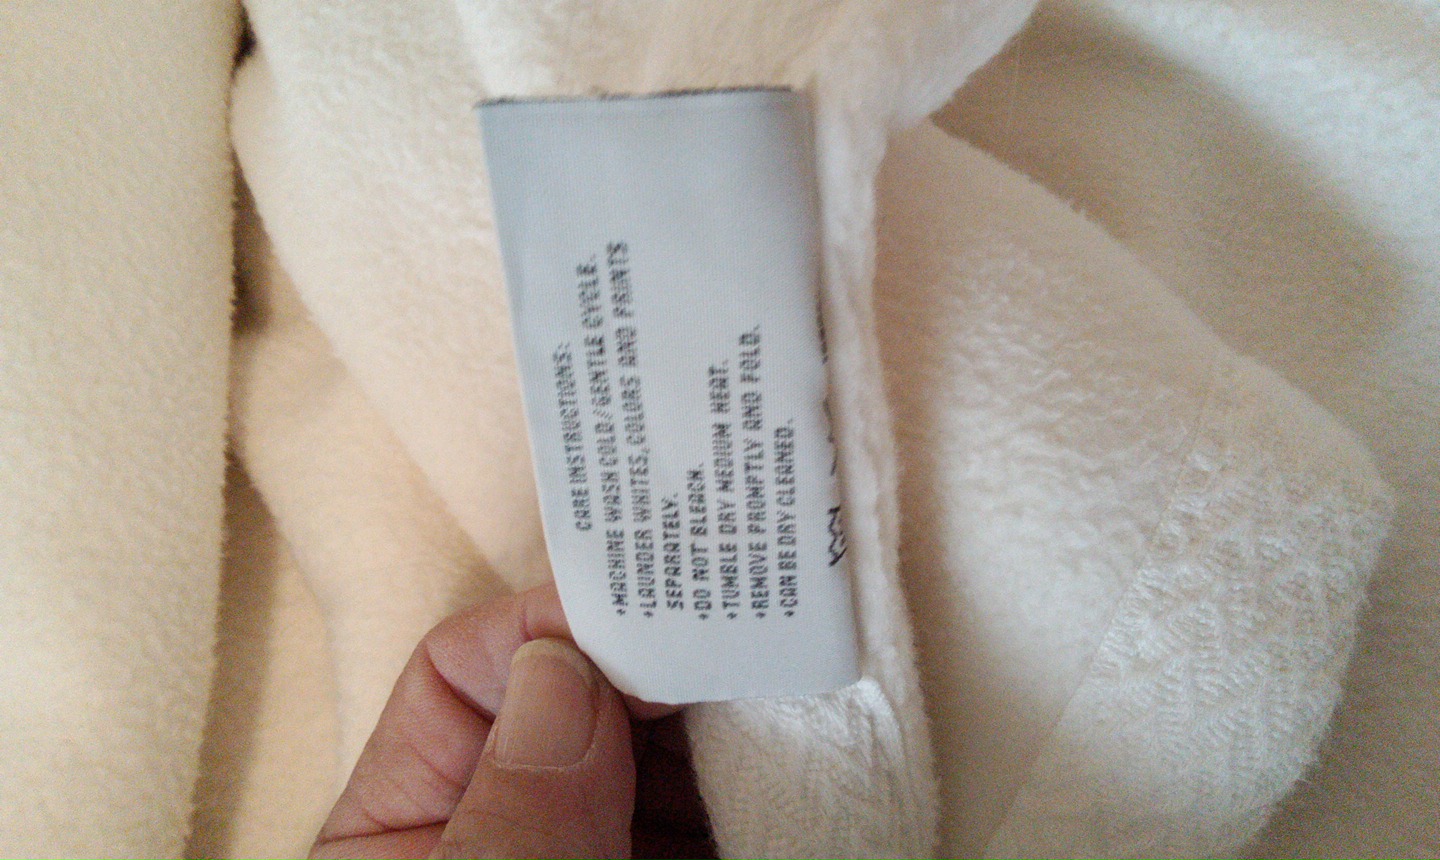 CARE INSTRUCTIONS:
*MACHINE WASH COLD/GENTLE CYCLE.
*LAUNDER WHITES,COLORS AND PRINTS
SEPARATELY.
*DO NOT BLEACH.
*TUMBLE DRY MEDIUM HEAT.
*REMOVE PROMPTLY AND FOLD.
*CAN BE DRY CLEANED.